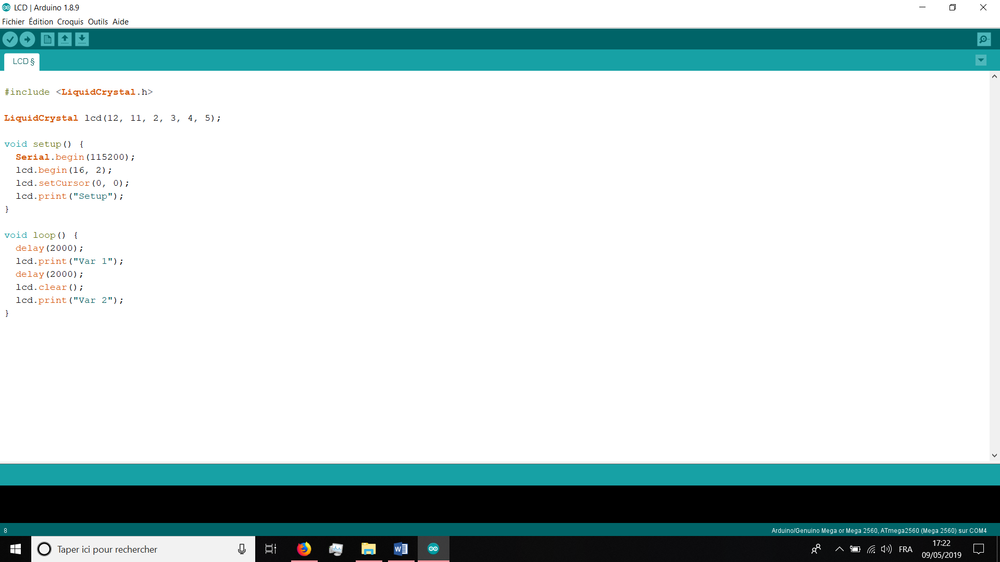 LCD | Arduino 1.8.9
Fichier Édition Croquis Outils Aide
LCD §
#include <LiquidCrystal.h>
LiquidCrystal lcd(12, 11, 2, 3, 4, 5);
void setup() {
  Serial.begin(115200);
  lcd.begin(16, 2);
  lcd.setCursor(0, 0);
  lcd.print("Setup");
}
void loop() {
  delay(2000);
  lcd.print("Var 1");
  delay(2000);
  lcd.clear();
  lcd.print("Var 2");
}
8
Arduino/Genuino Mega or Mega 2560, ATmega2560 (Mega 2560) sur COM4
Taper ici pour rechercher
FRA
17:22
09/05/2019